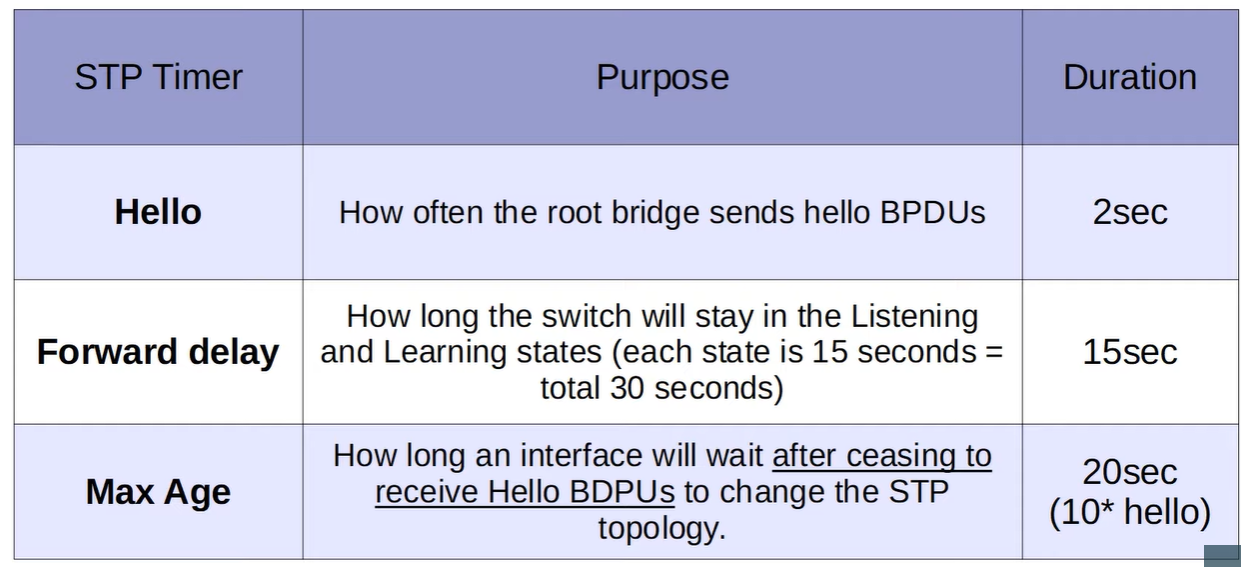 STP Timer
Purpose
Duration
Hello
How often the root bridge sends hello BPDUs
2sec
Forward delay
How long the switch will stay in the Listening
and Learning states (each state is 15 seconds =
total 30 seconds)
15sec
Max Age
How long an interface will wait after ceasing to
receive Hello BDPUs to change the STP
topology.
20sec
(10* hello)